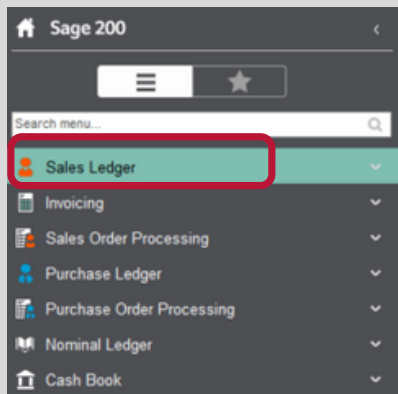 Sage 200
Search menu...
Sales Ledger
Invoicing
Sales Order Processing
Purchase Ledger
Purchase Order Processing
Nominal Ledger
Cash Book